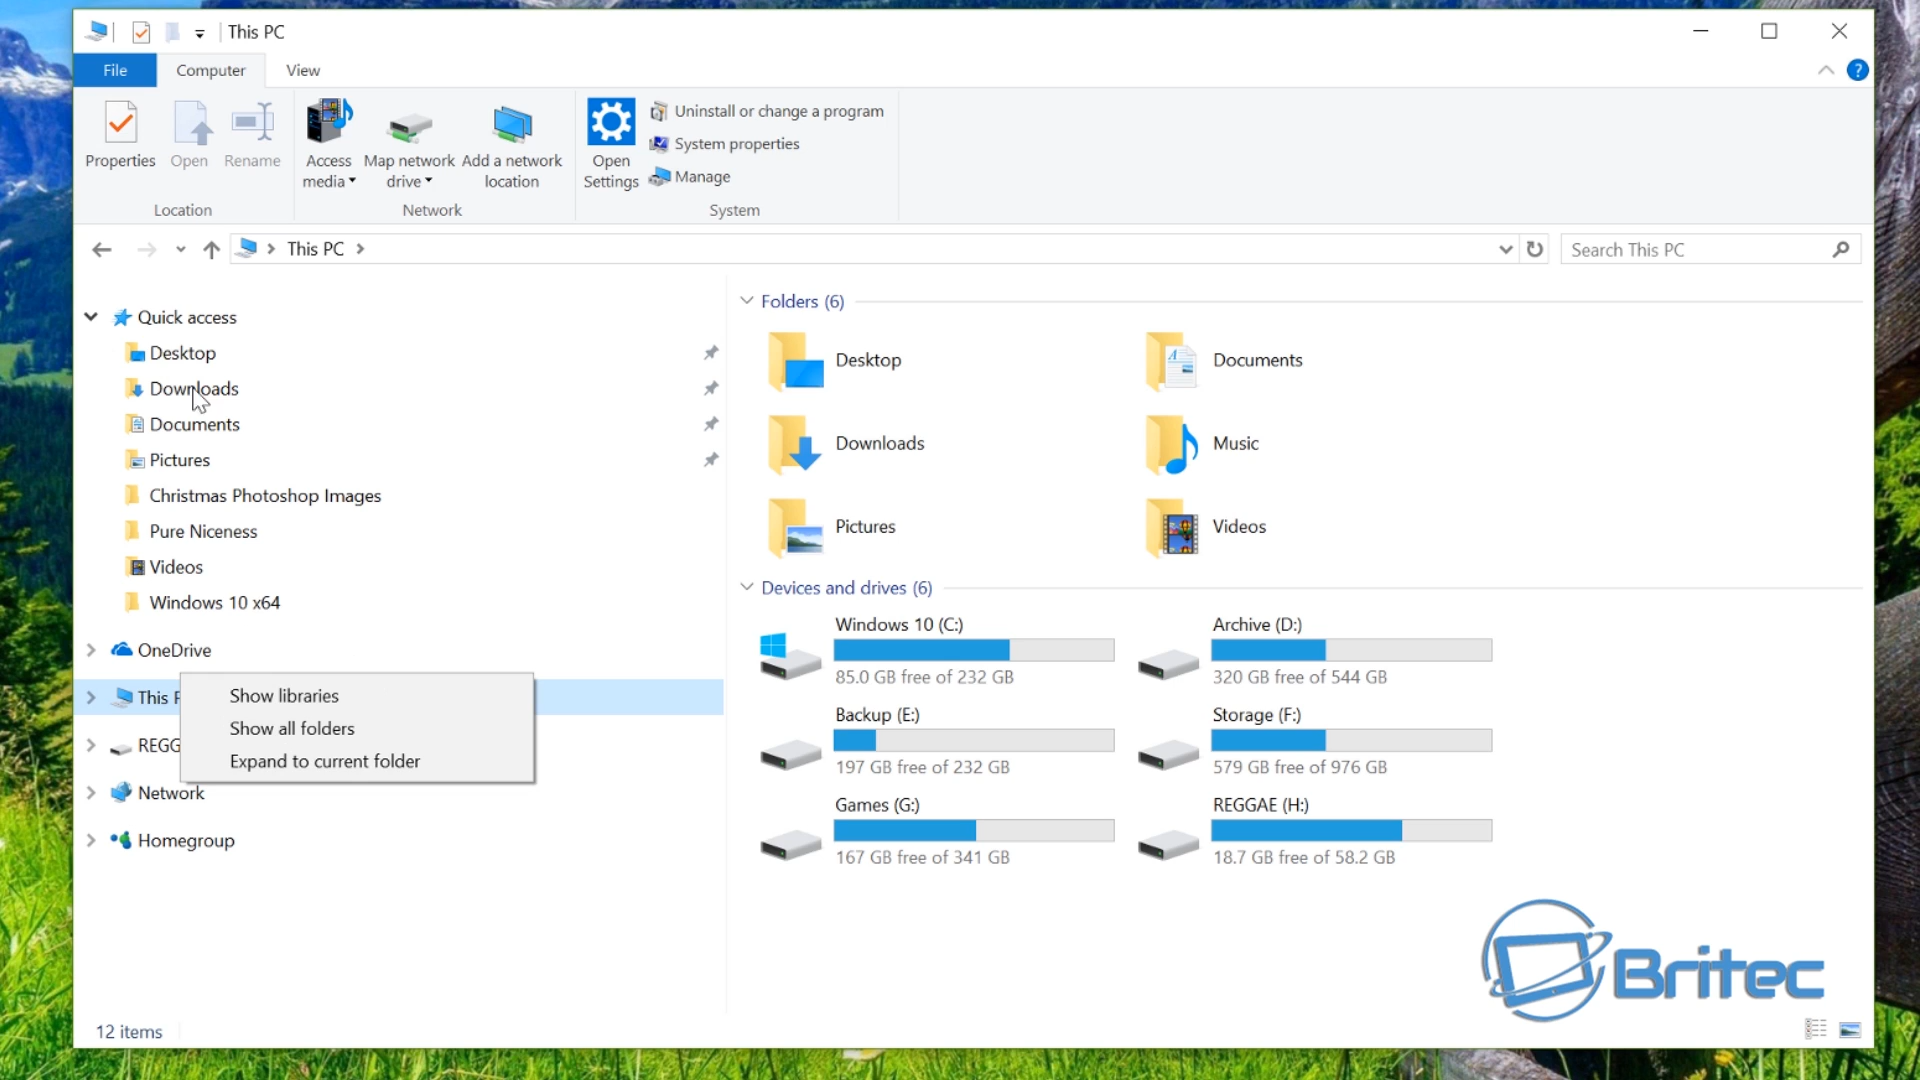 This PC
File
Computer
View
Properties
Open
Rename
Access
media
Map network
drive
Add a network
location
Open
Settings
Uninstall or change a program
System properties
Manage
Location
Network
System
This PC
Search This PC
Quick access
Desktop
Downloads
Documents
Pictures
Christmas Photoshop Images
Pure Niceness
Videos
Windows 10 x64
OneDrive
This P
REGG
Network
Homegroup
Show libraries
Show all folders
Expand to current folder
Folders (6)
Desktop
Documents
Downloads
Music
Pictures
Videos
Devices and drives (6)
Windows 10 (C:)
85.0 GB free of 232 GB
Archive (D:)
320 GB free of 544 GB
Backup (E:)
197 GB free of 232 GB
Storage (F:)
579 GB free of 976 GB
Games (G:)
167 GB free of 341 GB
REGGAE (H:)
18.7 GB free of 58.2 GB
Britec
12 items